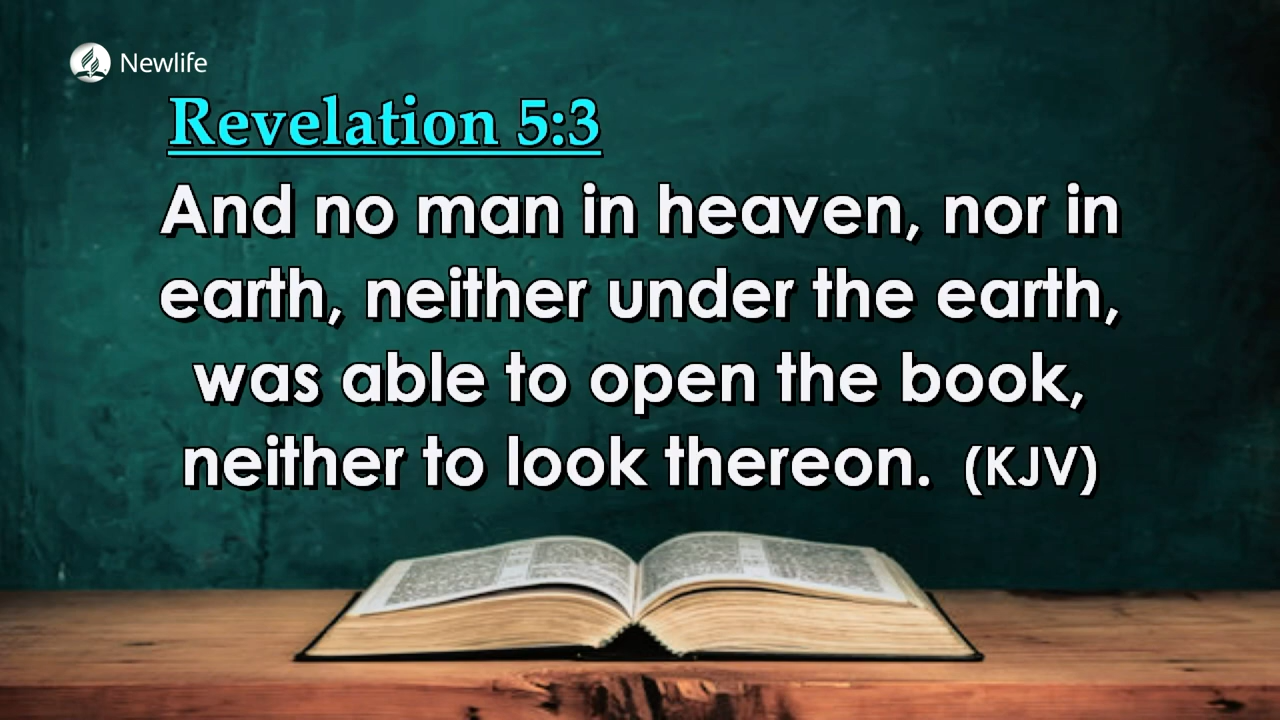 Newlife
Revelation 5:3
And no man in heaven, nor in
earth, neither under the earth,
was able to open the book,
neither to look thereon. (KJV)